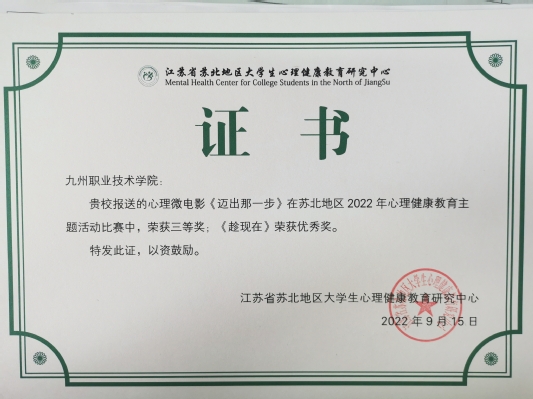 江苏省苏北地区大学生心理健康教育研究中心
Mental Health Center for College Students in the North of JiangSu
证书
九州职业技术学院：
贵校报送的心理微电影《迈出那一步》在苏北地区 2022 年心理健康教育主
题活动比赛中，荣获三等奖；《趁现在》荣获优秀奖。
特发此证，以资鼓励。
江苏省苏北地区大学生心理健康教育研究中心
2022 年 9 月 15 日